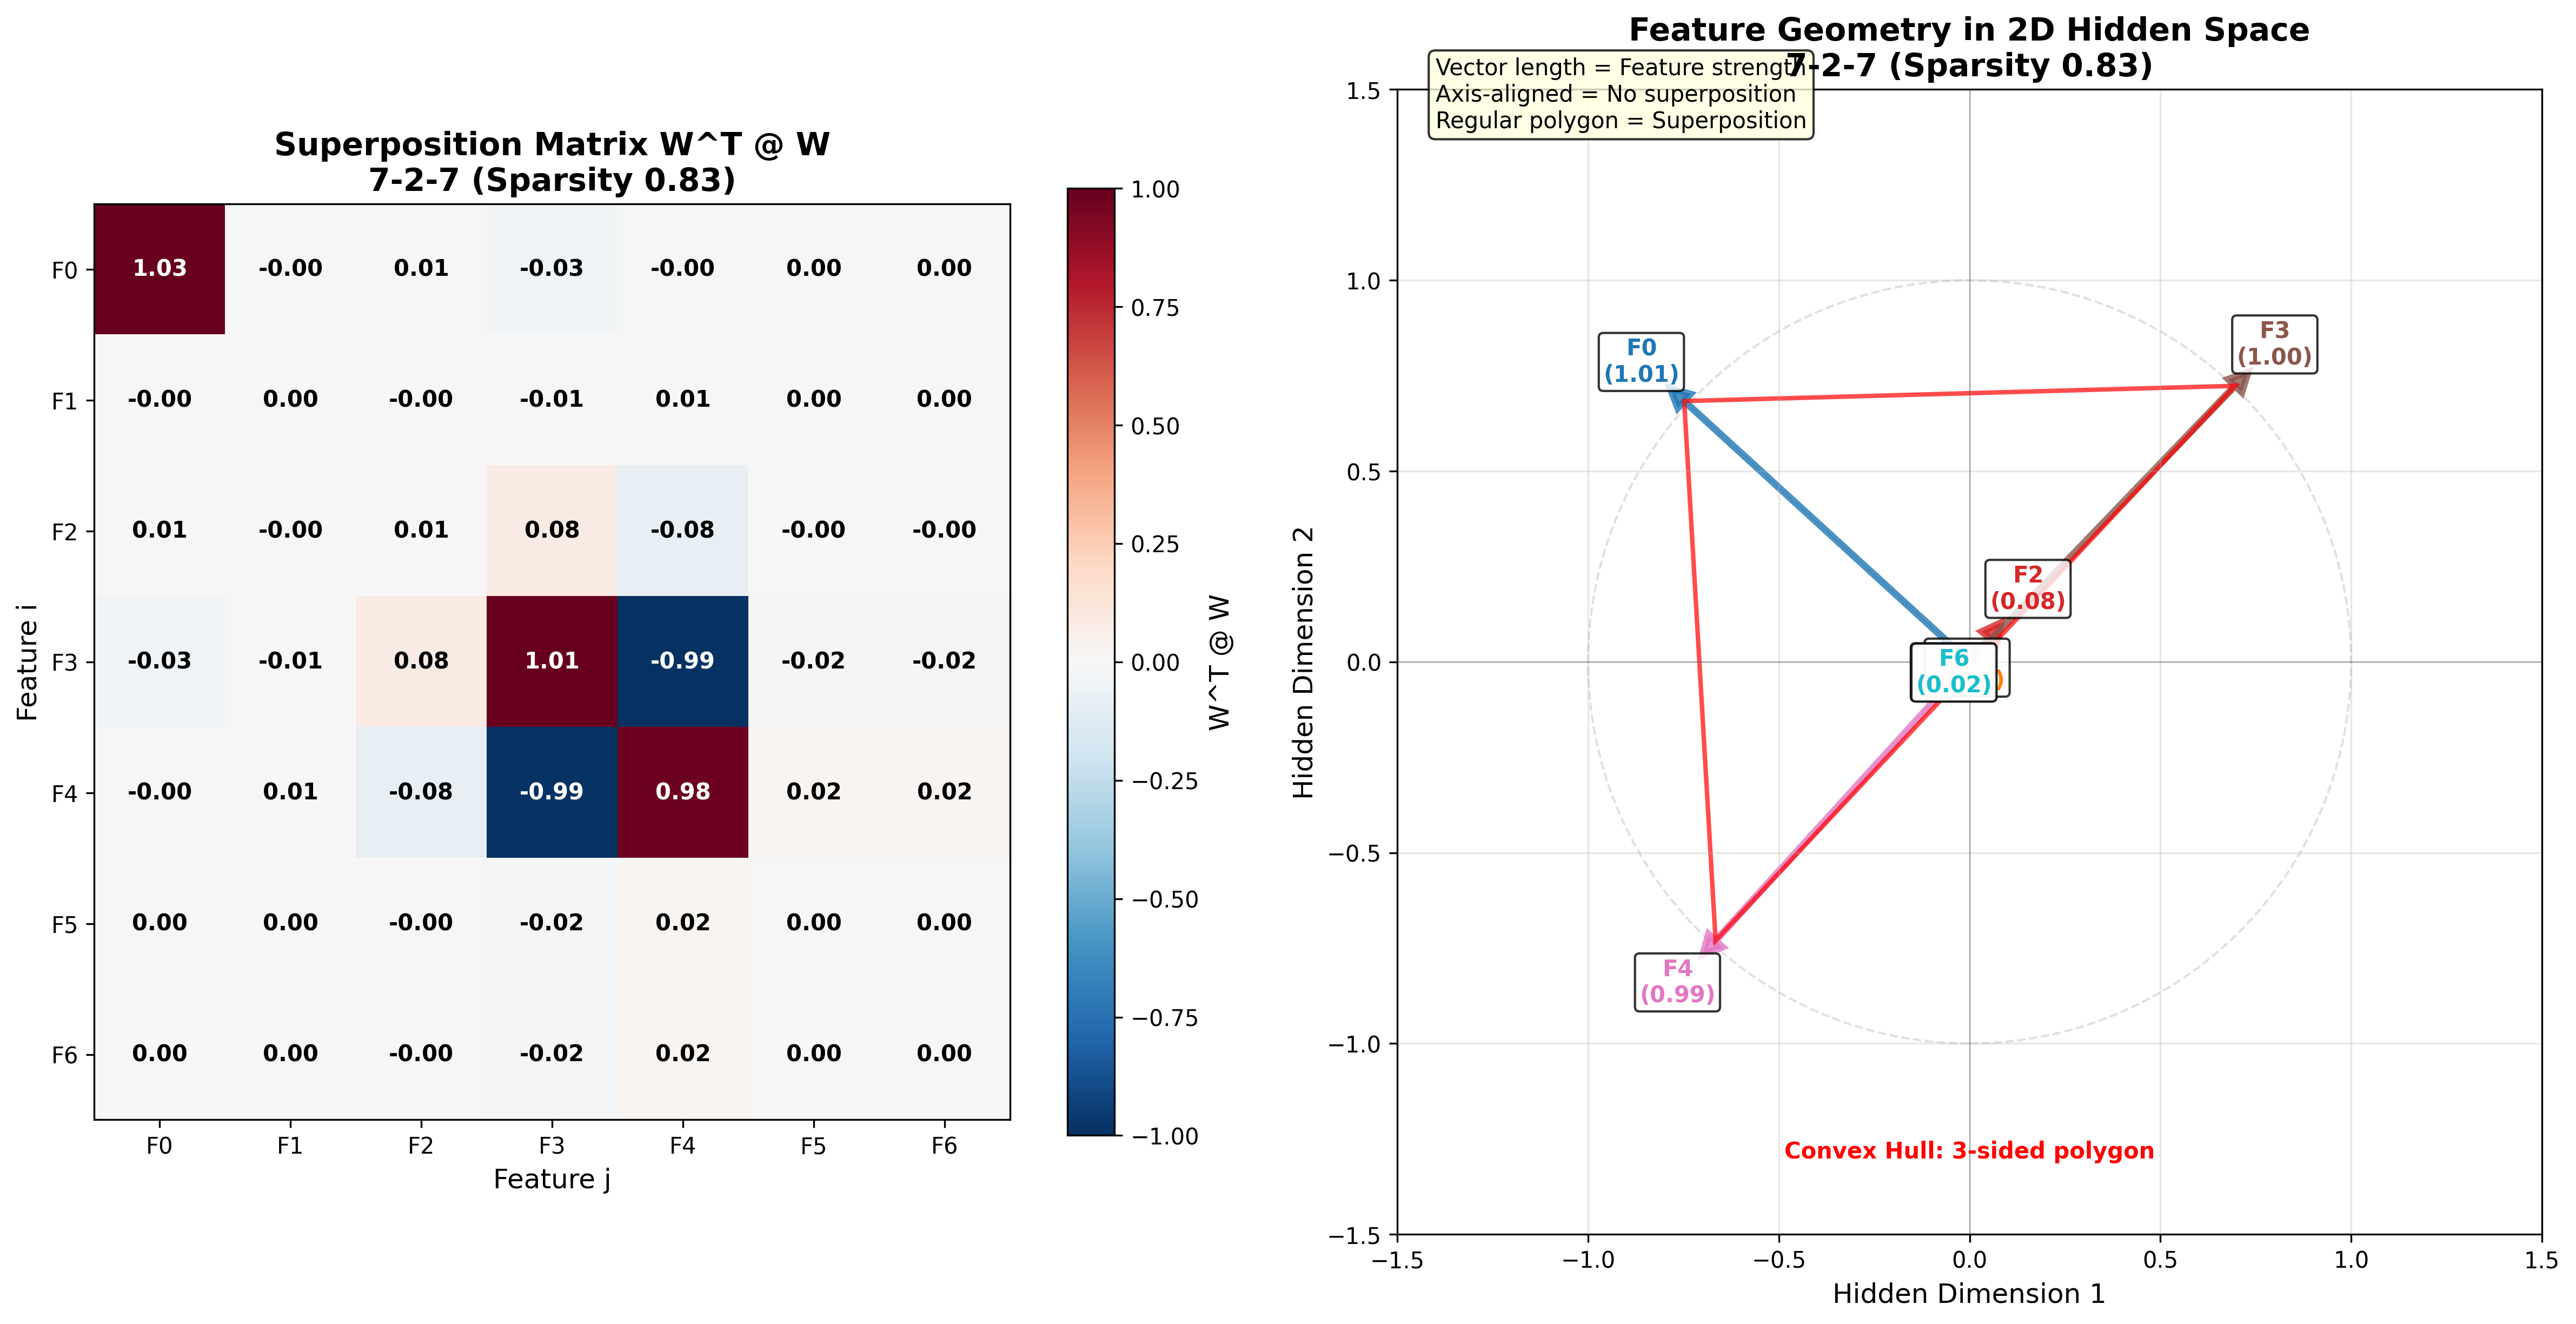 Superposition Matrix W^T @ W
7-2-7 (Sparsity 0.83)
F0 1.03 -0.00 0.01 -0.03 -0.00 0.00 0.00
F1 -0.00 0.00 -0.00 -0.01 0.01 0.00 0.00
F2 0.01 -0.00 0.01 0.08 -0.08 -0.00 -0.00
F3 -0.03 -0.01 0.08 1.01 -0.99 -0.02 -0.02
F4 -0.00 0.01 -0.08 -0.99 0.98 0.02 0.02
F5 0.00 0.00 -0.00 -0.02 0.02 0.00 0.00
F6 0.00 0.00 -0.00 -0.02 0.02 0.00 0.00
F0 F1 F2 F3 F4 F5 F6
Feature j
Feature i
1.00
0.75
0.50
0.25
0.00
−0.25
−0.50
−0.75
−1.00
W^T @ W
Feature Geometry in 2D Hidden Space
7-2-7 (Sparsity 0.83)
Vector length = Feature strength
Axis-aligned = No superposition
Regular polygon = Superposition
1.5
1.0
0.5
0.0
−0.5
−1.0
−1.5
Hidden Dimension 2
F0
(1.01)
F3
(1.00)
F2
(0.08)
F6
(0.02)
)
F4
(0.99)
Convex Hull: 3-sided polygon
−1.5 −1.0 −0.5 0.0 0.5 1.0 1.5
Hidden Dimension 1